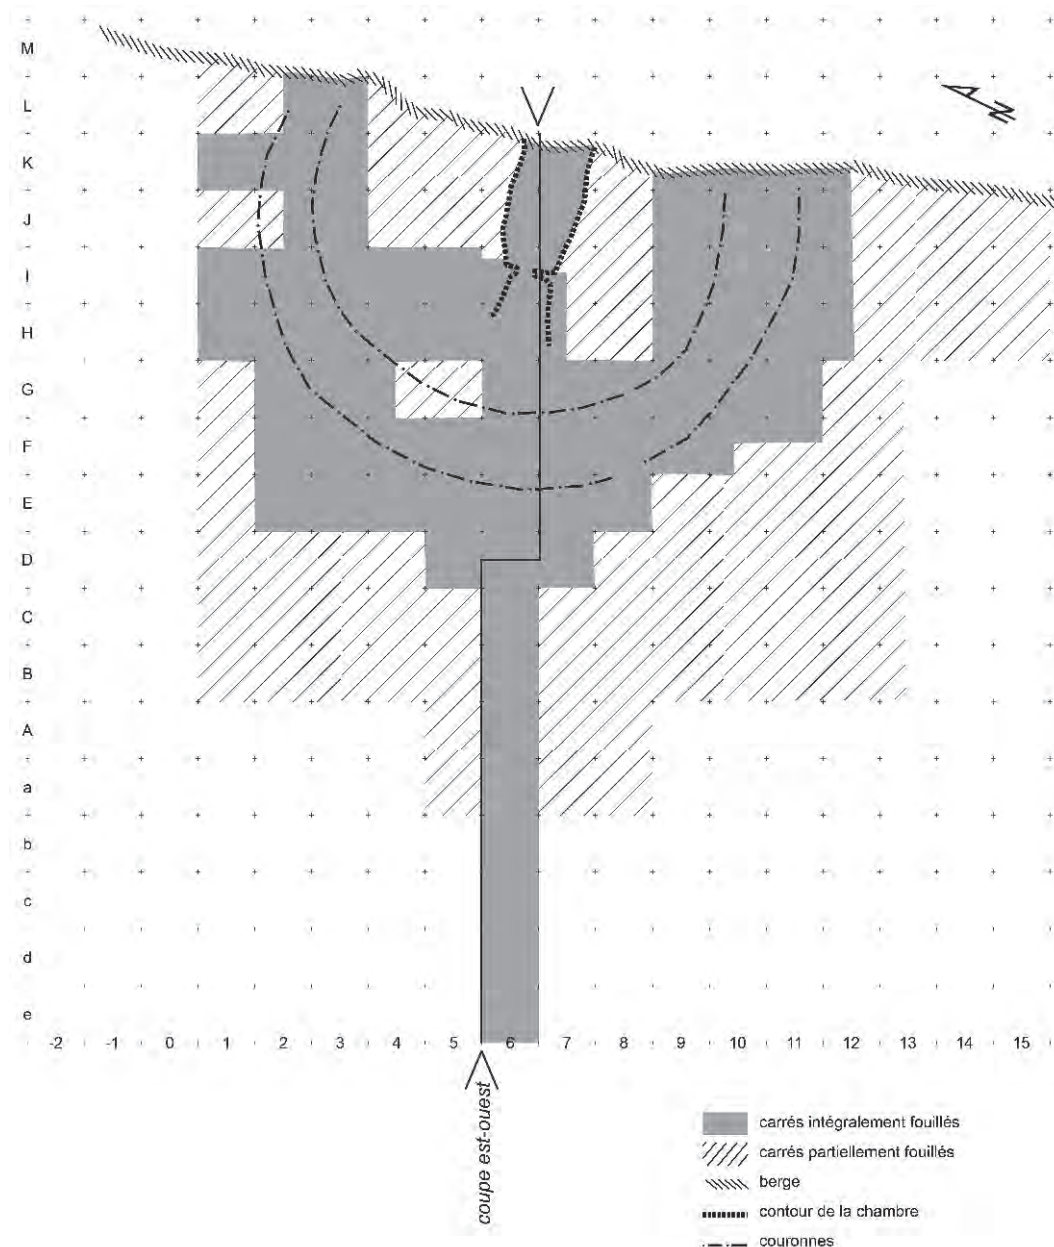 M
L
K
J
I
H
G
F
E
D
C
B
A
a
b
c
d
e
-2 -1 0 1 2 3 4 5 6 7 8 9 10 11 12 13 14 15
N
coupe est-ouest
carrés intégralement fouillés
carrés partiellement fouillés
berge
contour de la chambre
couronnes